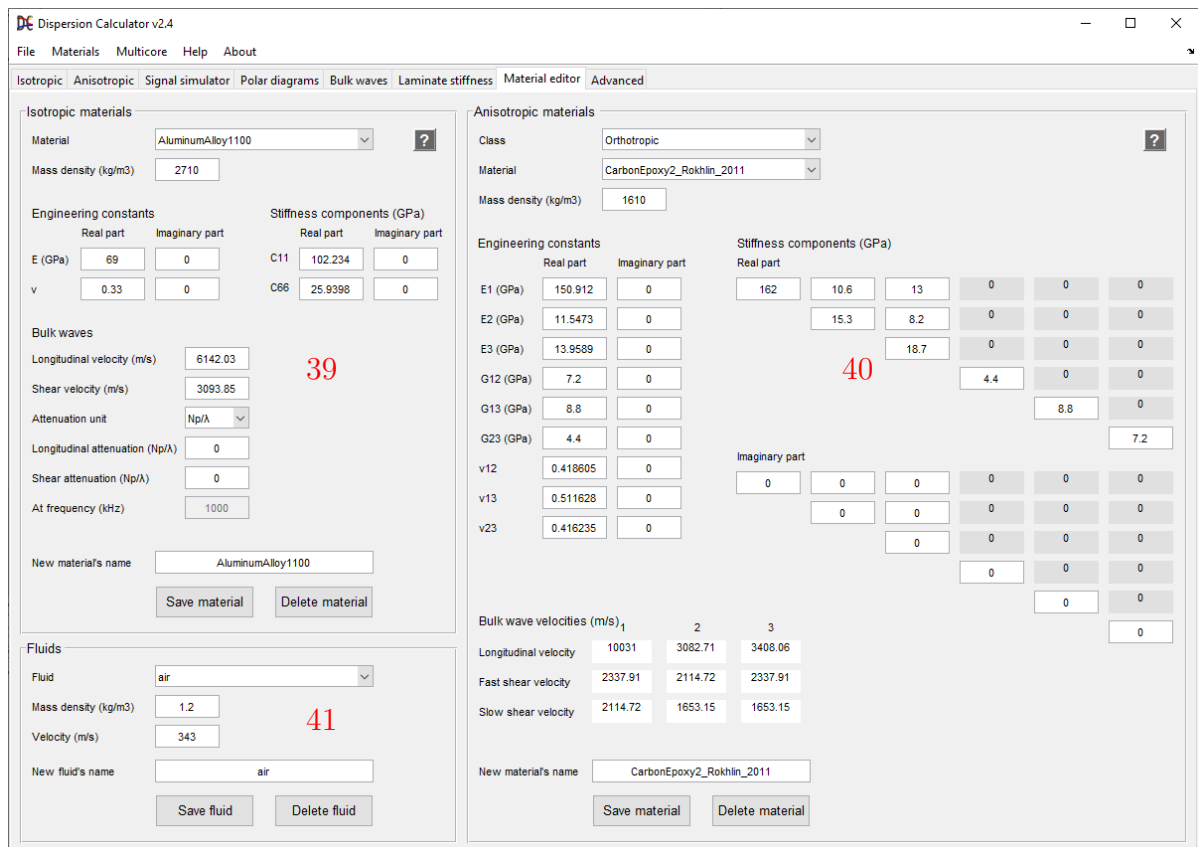 Dispersion Calculator v2.4
File Materials Multicore Help About
Isotropic Anisotropic Signal simulator Polar diagrams Bulk waves Laminate stiffness Material editor Advanced
Isotropic materials
Material AluminumAlloy1100 ?
Mass density (kg/m3) 2710
Engineering constants Stiffness components (GPa)
Real part Imaginary part Real part Imaginary part
E (GPa) 69 0 C11 102.234 0
v 0.33 0 C66 25.9398 0
Bulk waves
Longitudinal velocity (m/s) 6142.03
39
Shear velocity (m/s) 3093.85
Attenuation unit Np/λ
Longitudinal attenuation (Np/λ) 0
Shear attenuation (Np/λ) 0
At frequency (kHz) 1000
New material's name AluminumAlloy1100
Save material Delete material
Fluids
Fluid air
Mass density (kg/m3) 1.2
41
Velocity (m/s) 343
New fluid's name air
Save fluid Delete fluid
Anisotropic materials
Class Orthotropic ?
Material CarbonEpoxy2_Rokhlin_2011
Mass density (kg/m3) 1610
Engineering constants Stiffness components (GPa)
Real part Imaginary part Real part
E1 (GPa) 150.912 0 162 10.6 13 0 0 0
E2 (GPa) 11.5473 0 15.3 8.2 0 0 0
E3 (GPa) 13.9589 0 18.7 0 0 0
40
G12 (GPa) 7.2 0 4.4 0 0
G13 (GPa) 8.8 0 8.8 0
G23 (GPa) 4.4 0 7.2
Imaginary part
v12 0.418605 0 0 0 0 0 0 0
v13 0.511628 0 0 0 0 0 0
v23 0.416235 0 0 0 0 0
0 0 0
0 0
0
Bulk wave velocities (m/s) 1 2 3
Longitudinal velocity 10031 3082.71 3408.06
Fast shear velocity 2337.91 2114.72 2337.91
Slow shear velocity 2114.72 1653.15 1653.15
New material's name CarbonEpoxy2_Rokhlin_2011
Save material Delete material